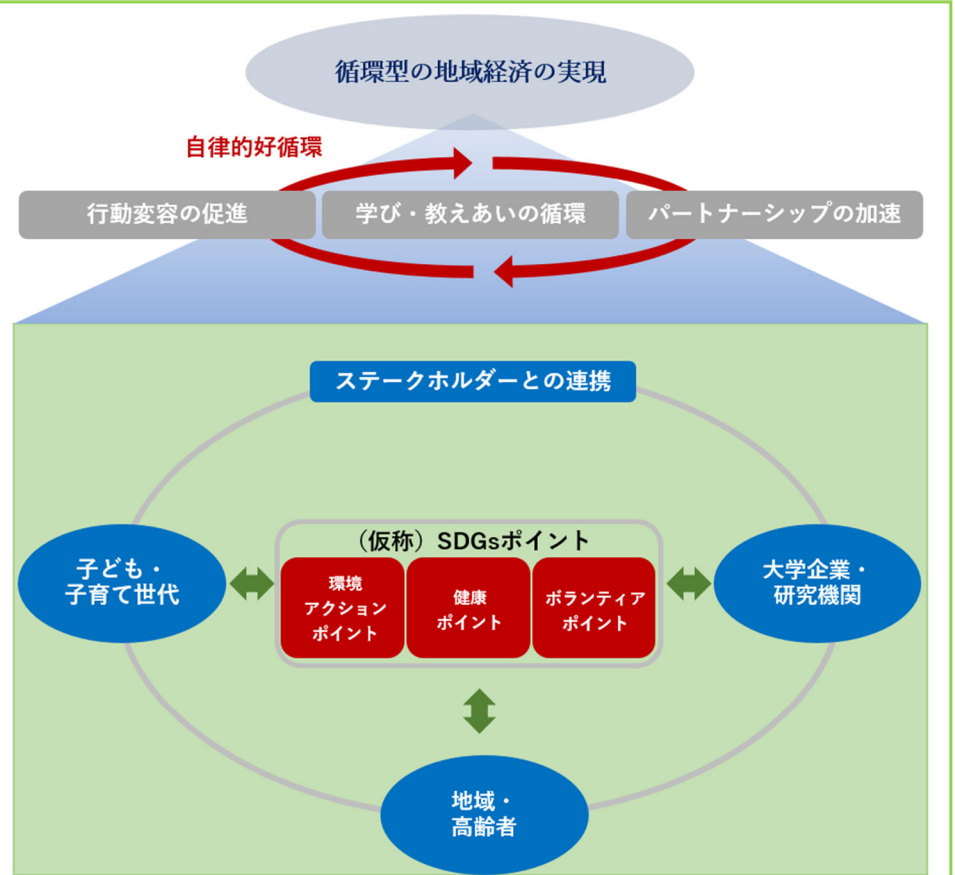 循環型の地域経済の実現
自律的好循環
行動変容の促進
学び・教えあいの循環
パートナーシップの加速
ステークホルダーとの連携
（仮称）SDGsポイント
子ども・
子育て世代
環境
アクション
ポイント
健康
ポイント
ボランティア
ポイント
大学企業・
研究機関
地域・
高齢者